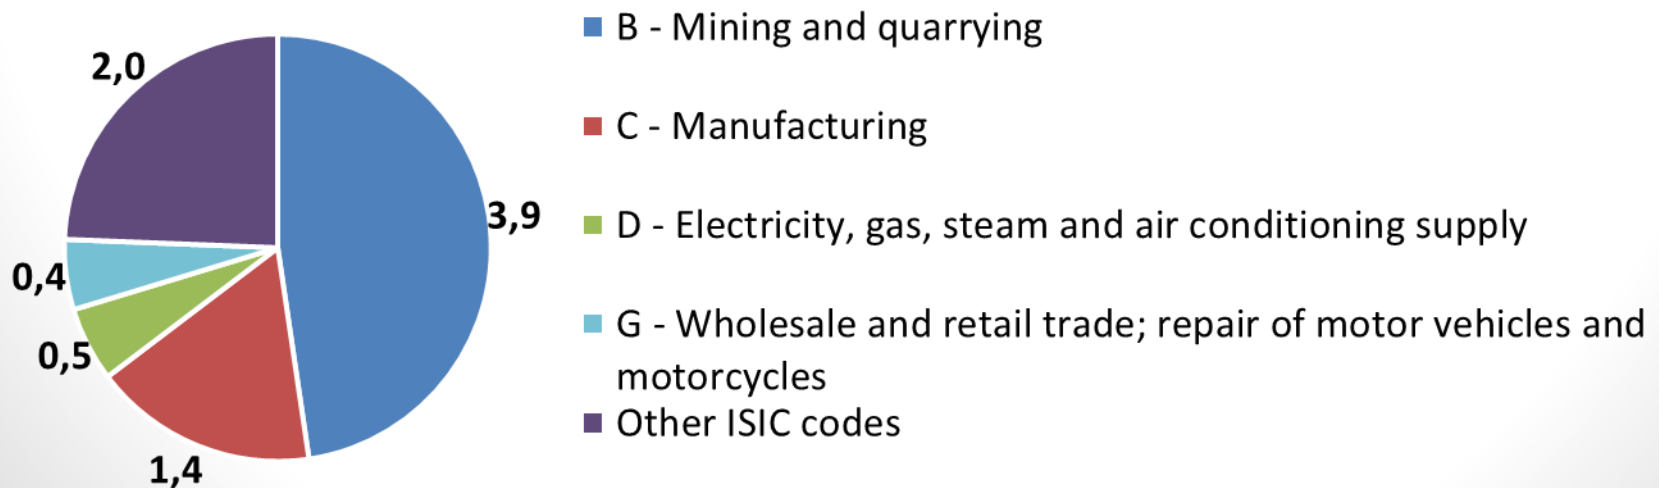 2,0
3,9
0,4
0,5
1,4
B - Mining and quarrying
C - Manufacturing
D - Electricity, gas, steam and air conditioning supply
G - Wholesale and retail trade; repair of motor vehicles and
motorcycles
Other ISIC codes